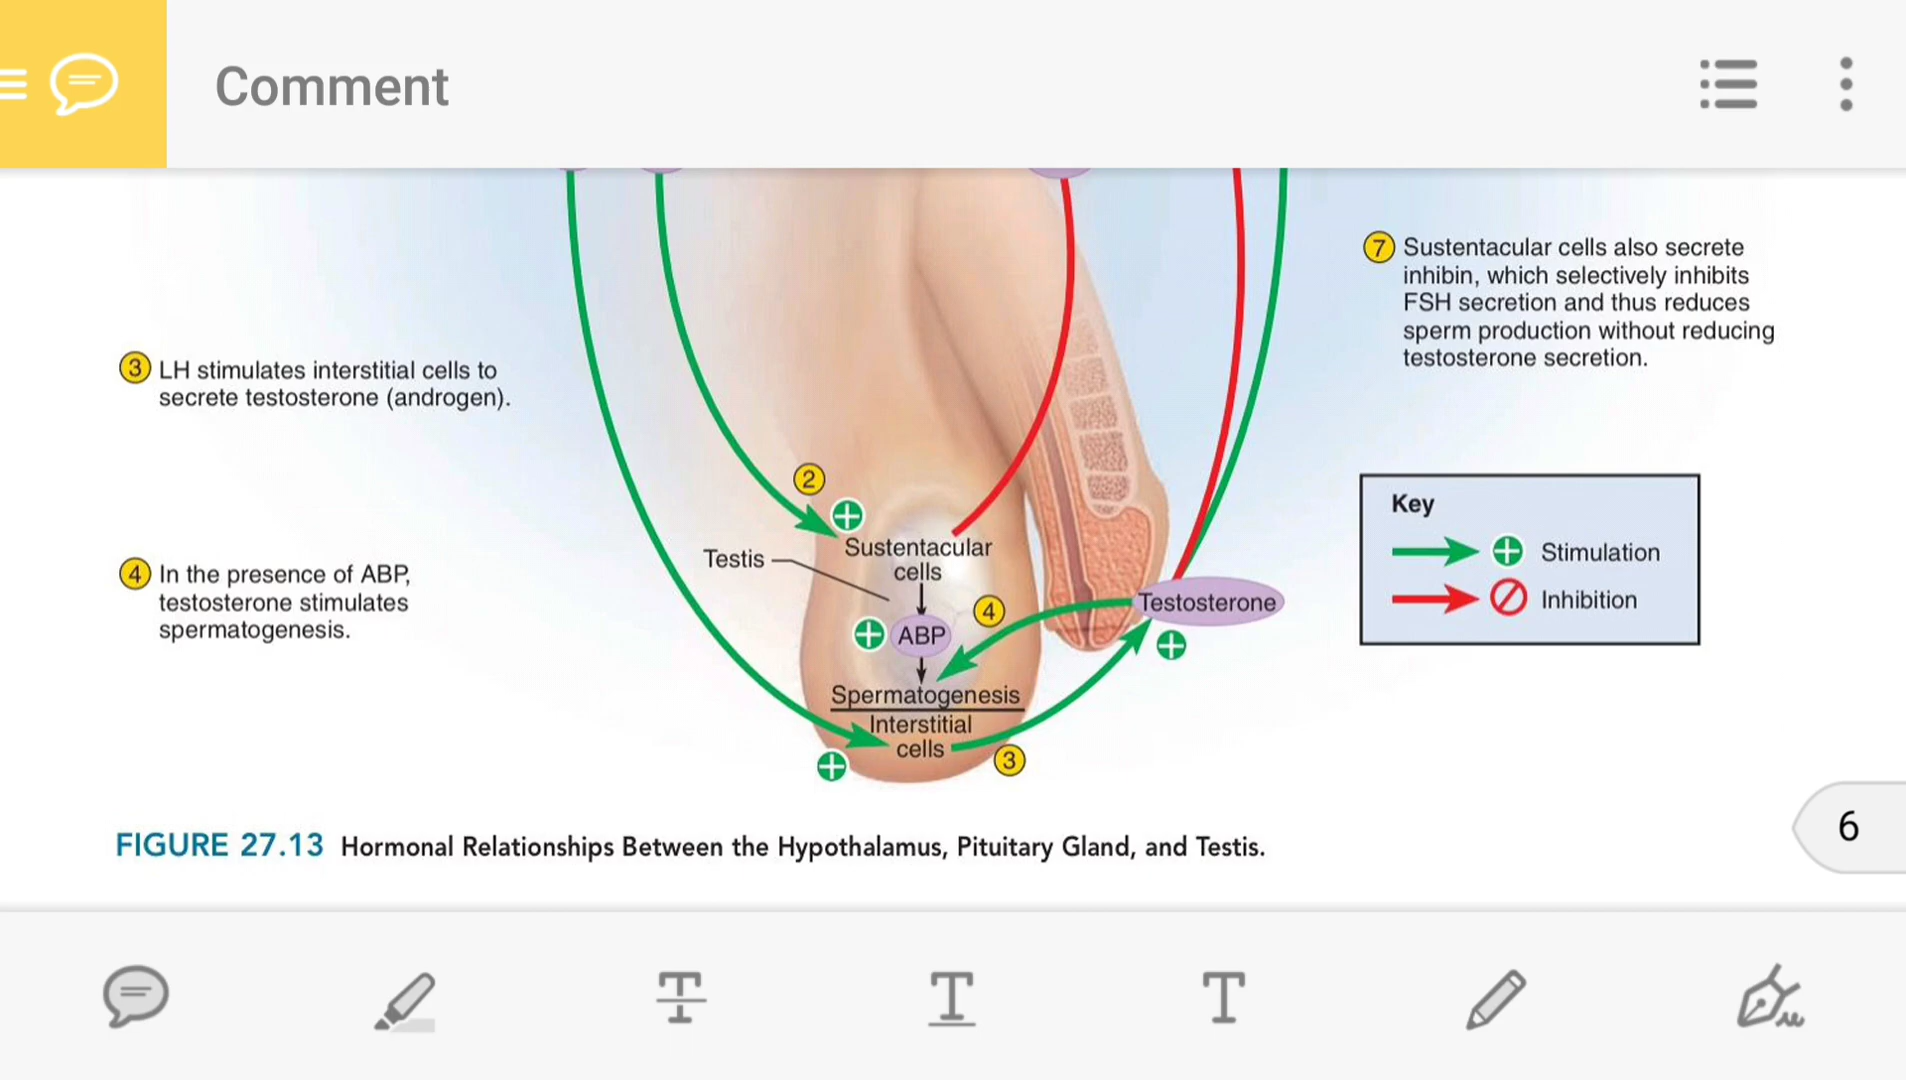 Comment
3 LH stimulates interstitial cells to
secrete testosterone (androgen).
4 In the presence of ABP,
testosterone stimulates
spermatogenesis.
2
Testis
Sustentacular
cells
4
ABP
Testosterone
Spermatogenesis
Interstitial
cells
3
7 Sustentacular cells also secrete
inhibin, which selectively inhibits
FSH secretion and thus reduces
sperm production without reducing
testosterone secretion.
Key
Stimulation
Inhibition
FIGURE 27.13 Hormonal Relationships Between the Hypothalamus, Pituitary Gland, and Testis.
6